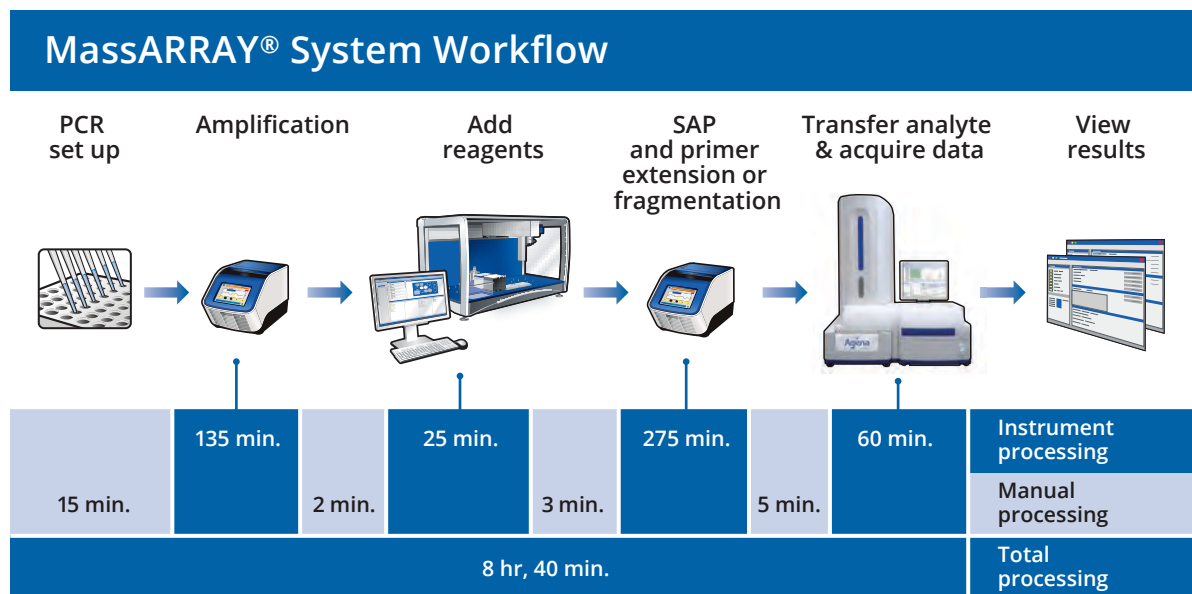 MassARRAY® System Workflow
PCR
set up
Amplification
Add
reagents
SAP
and primer
extension or
fragmentation
Transfer analyte
& acquire data
View
results
Agena
135 min.
25 min.
275 min.
60 min.
Instrument
processing
15 min.
2 min.
3 min.
5 min.
Manual
processing
8 hr, 40 min.
Total
processing